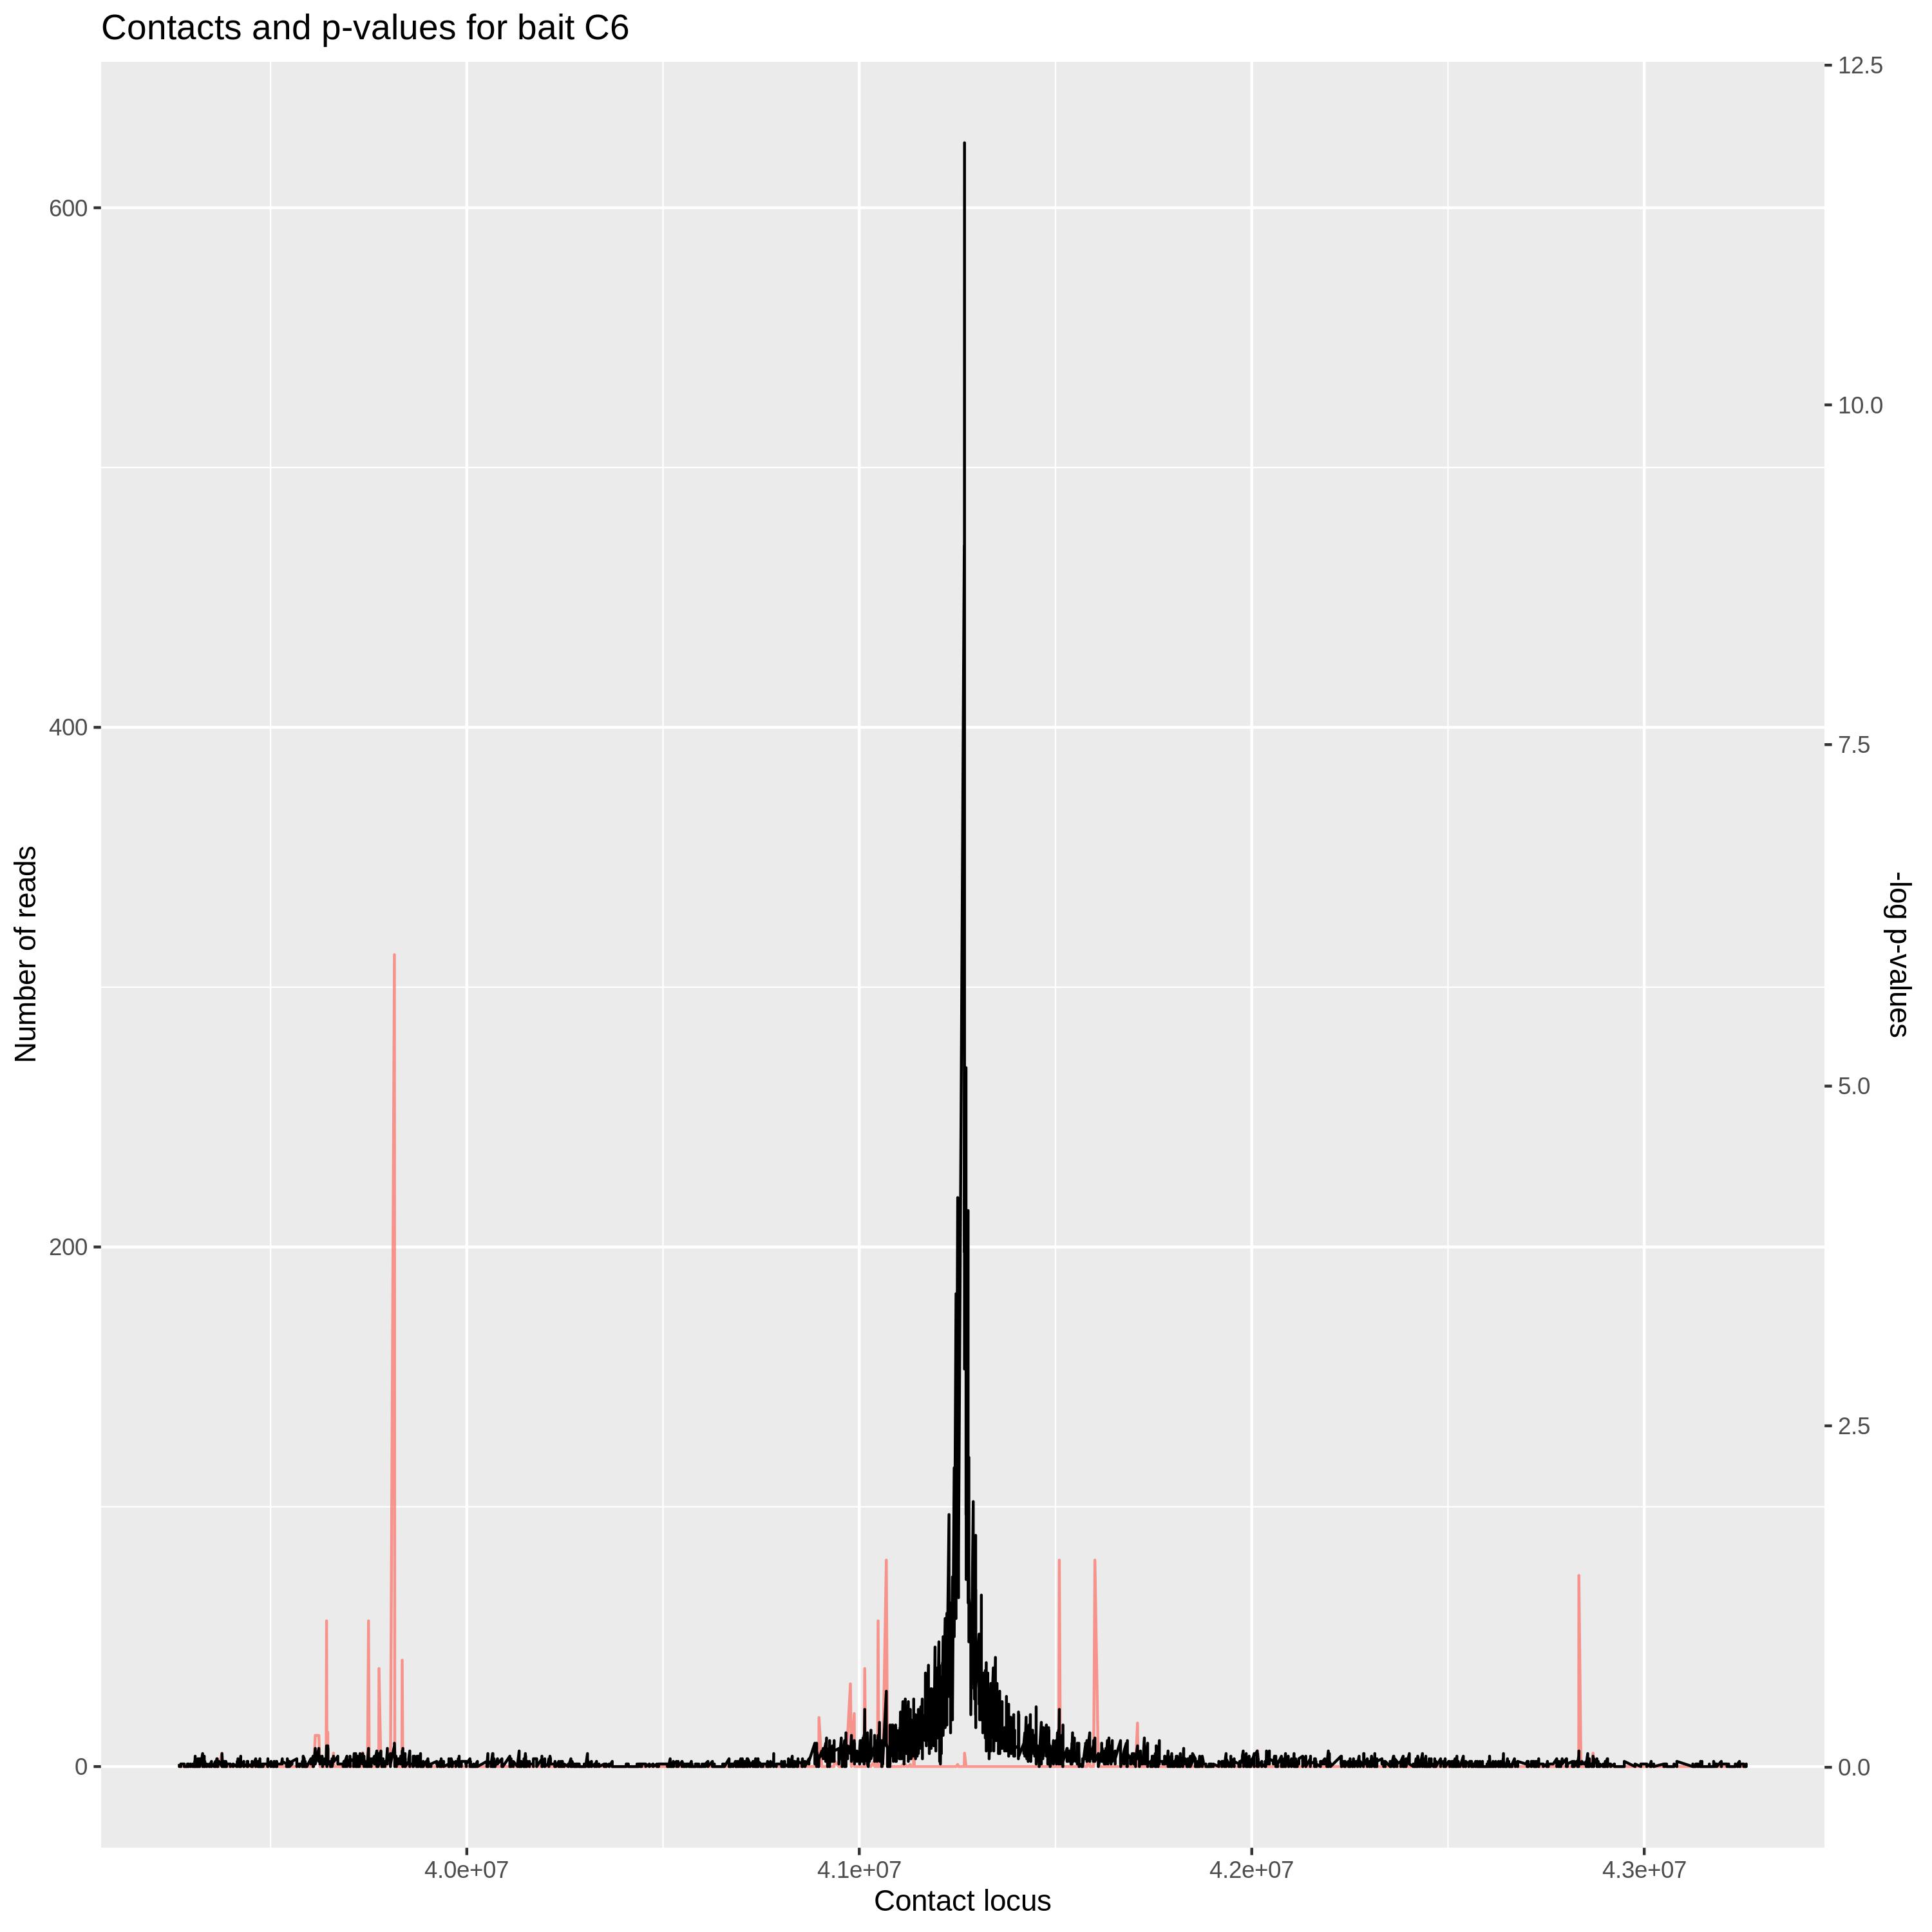 Contacts and p-values for bait C6
Number of reads
600
400
200
0
12.5
10.0
7.5
5.0
2.5
0.0
-log p-values
4.0e+07
4.1e+07
4.2e+07
4.3e+07
Contact locus